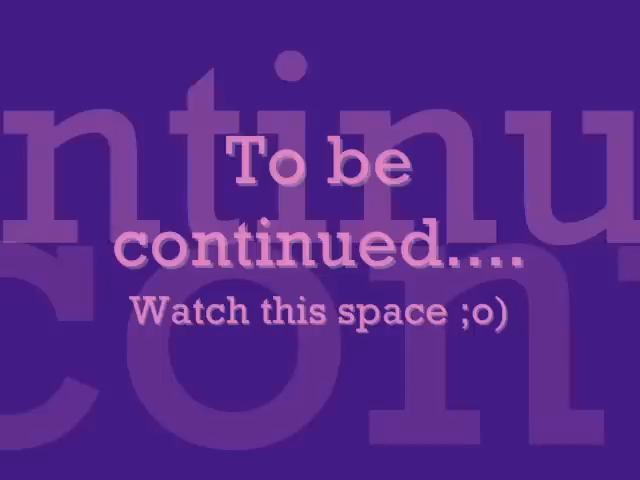 ntinu
To be
continued....
Watch this space ;o)
con